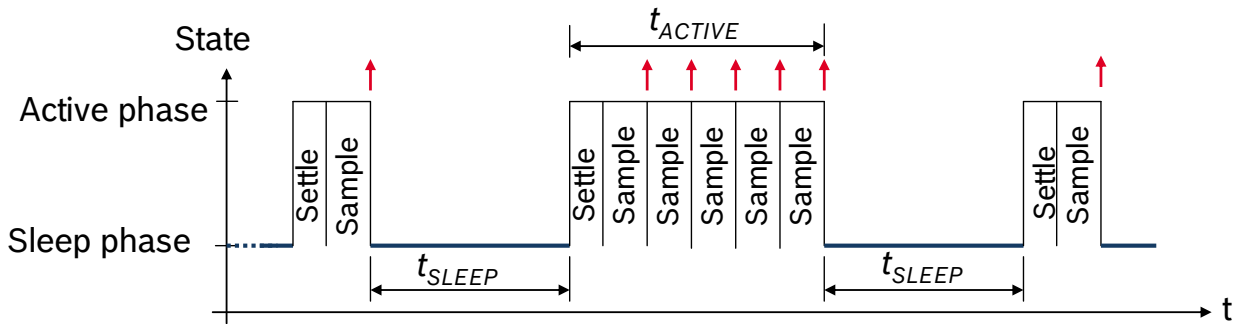 t_ACTIVE
State
Active phase
Settle
Sample
Settle
Sample
Sample
Sample
Sample
Sample
Settle
Sample
Sleep phase
t_SLEEP
t_SLEEP
t